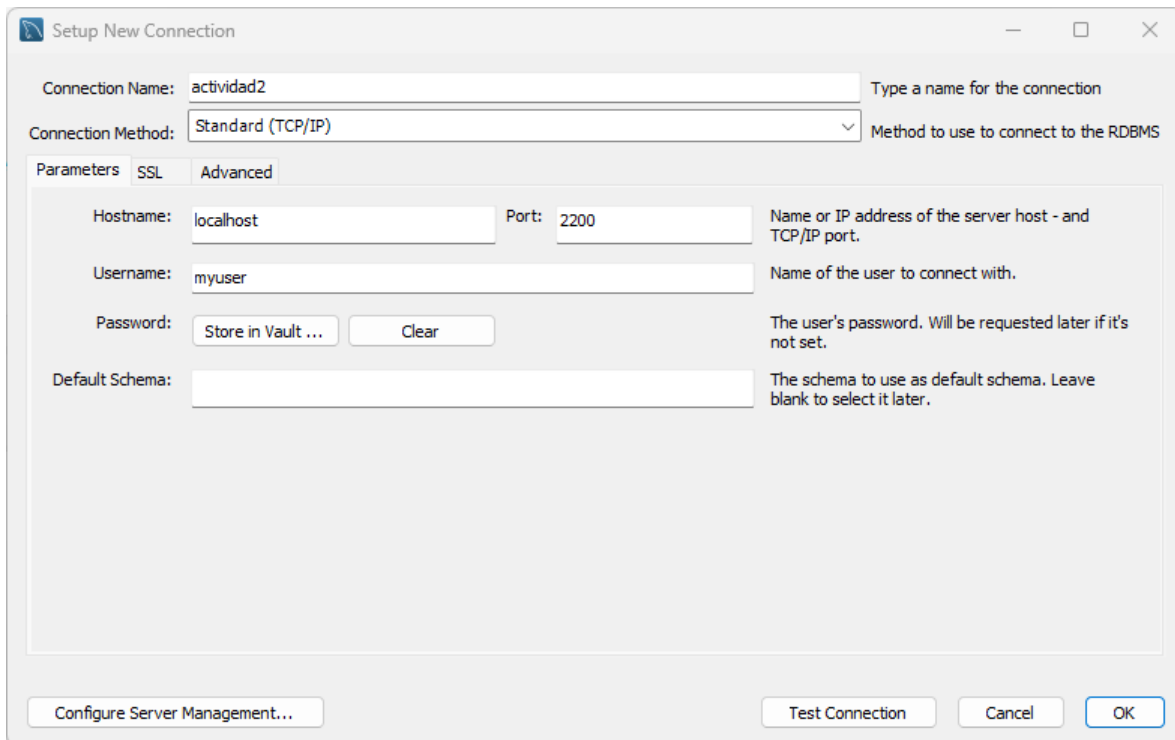 Setup New Connection
Connection Name: actividad2 Type a name for the connection
Connection Method: Standard (TCP/IP) Method to use to connect to the RDBMS
Parameters SSL Advanced
Hostname: localhost Port: 2200 Name or IP address of the server host - and
TCP/IP port.
Username: myuser Name of the user to connect with.
Password: Store in Vault ... Clear The user's password. Will be requested later if it's
not set.
Default Schema: The schema to use as default schema. Leave
blank to select it later.
Configure Server Management... Test Connection Cancel OK